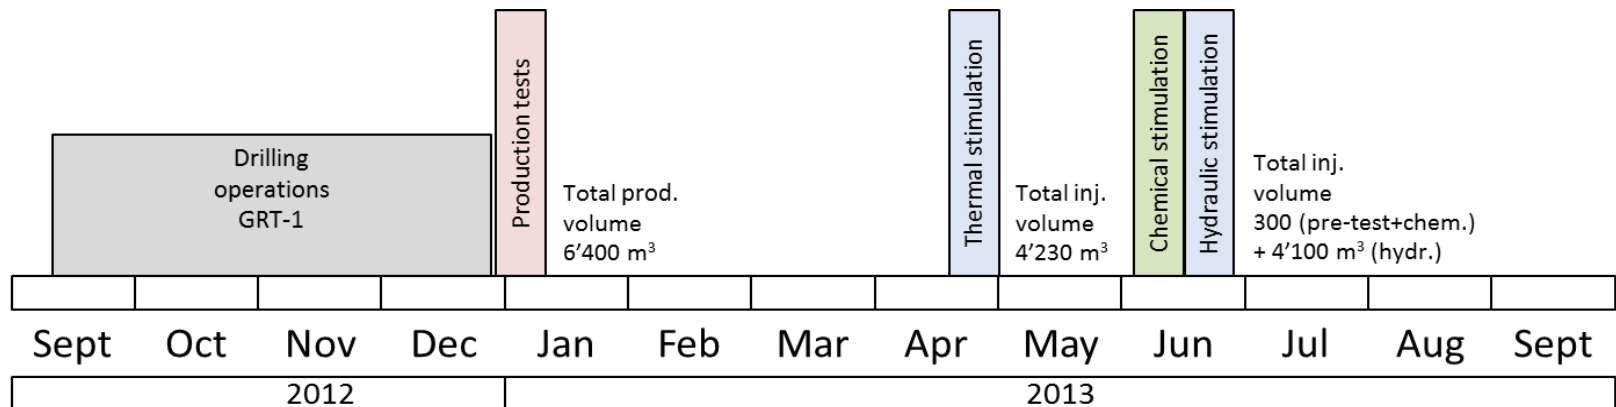 Drilling
operations
GRT-1
Production tests
Total prod.
volume
6’400 m³
Thermal stimulation
Total inj.
volume
4’230 m³
Chemical stimulation
Hydraulic stimulation
Total inj.
volume
300 (pre-test+chem.)
+ 4’100 m³ (hydr.)
Sept Oct Nov Dec Jan Feb Mar Apr May Jun Jul Aug Sept
2012 2013